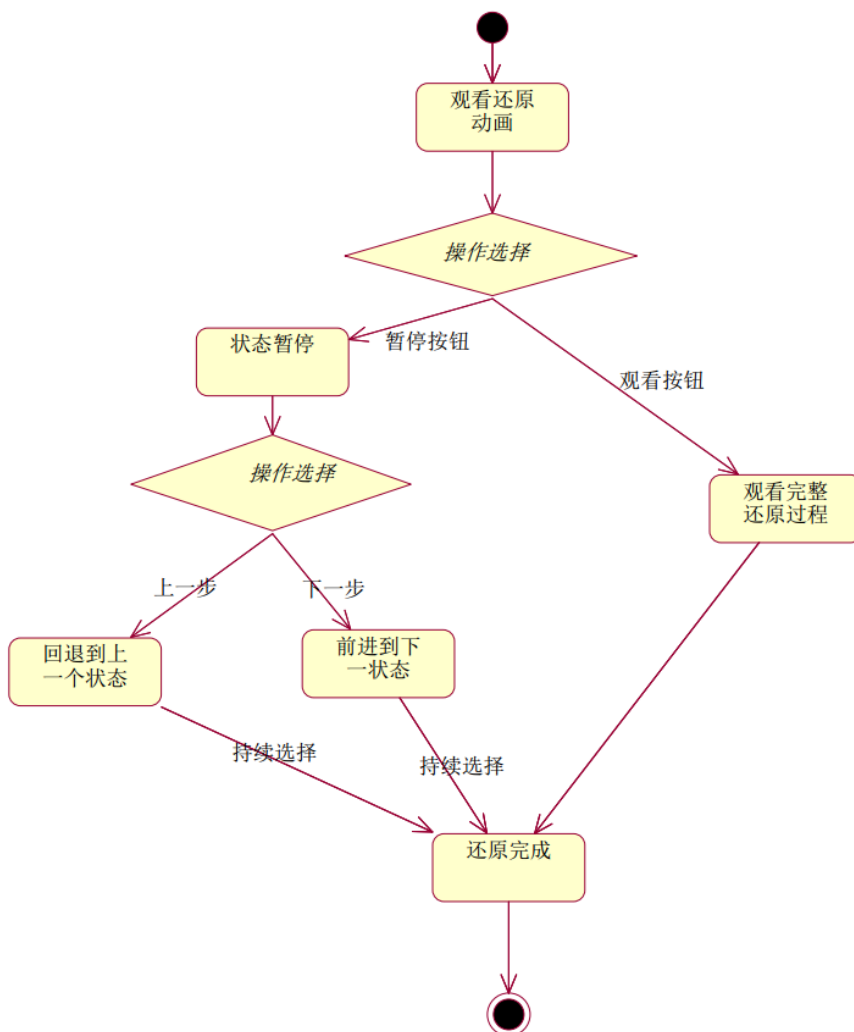 观看还原
动画
操作选择
状态暂停
暂停按钮
观看按钮
操作选择
观看完整
还原过程
上一步
下一步
回退到上
一个状态
前进到下
一状态
持续选择
持续选择
还原完成